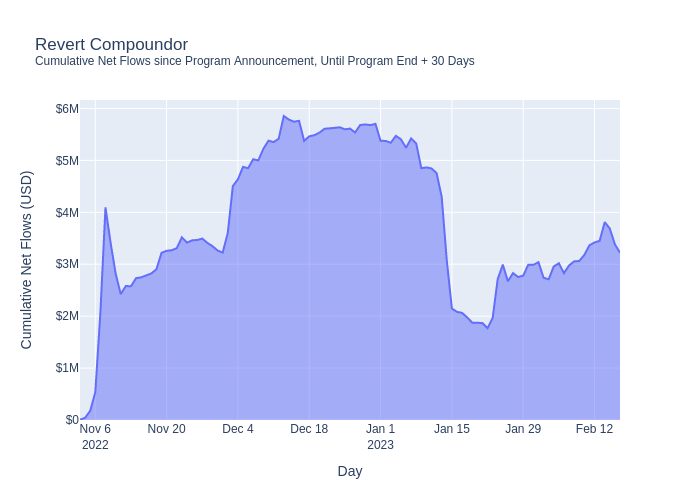 Revert Compoundor
Cumulative Net Flows since Program Announcement, Until Program End + 30 Days
Cumulative Net Flows (USD)
$6M
$5M
$4M
$3M
$2M
$1M
$0
Nov 6 Nov 20 Dec 4 Dec 18 Jan 1 Jan 15 Jan 29 Feb 12
2022 2023
Day